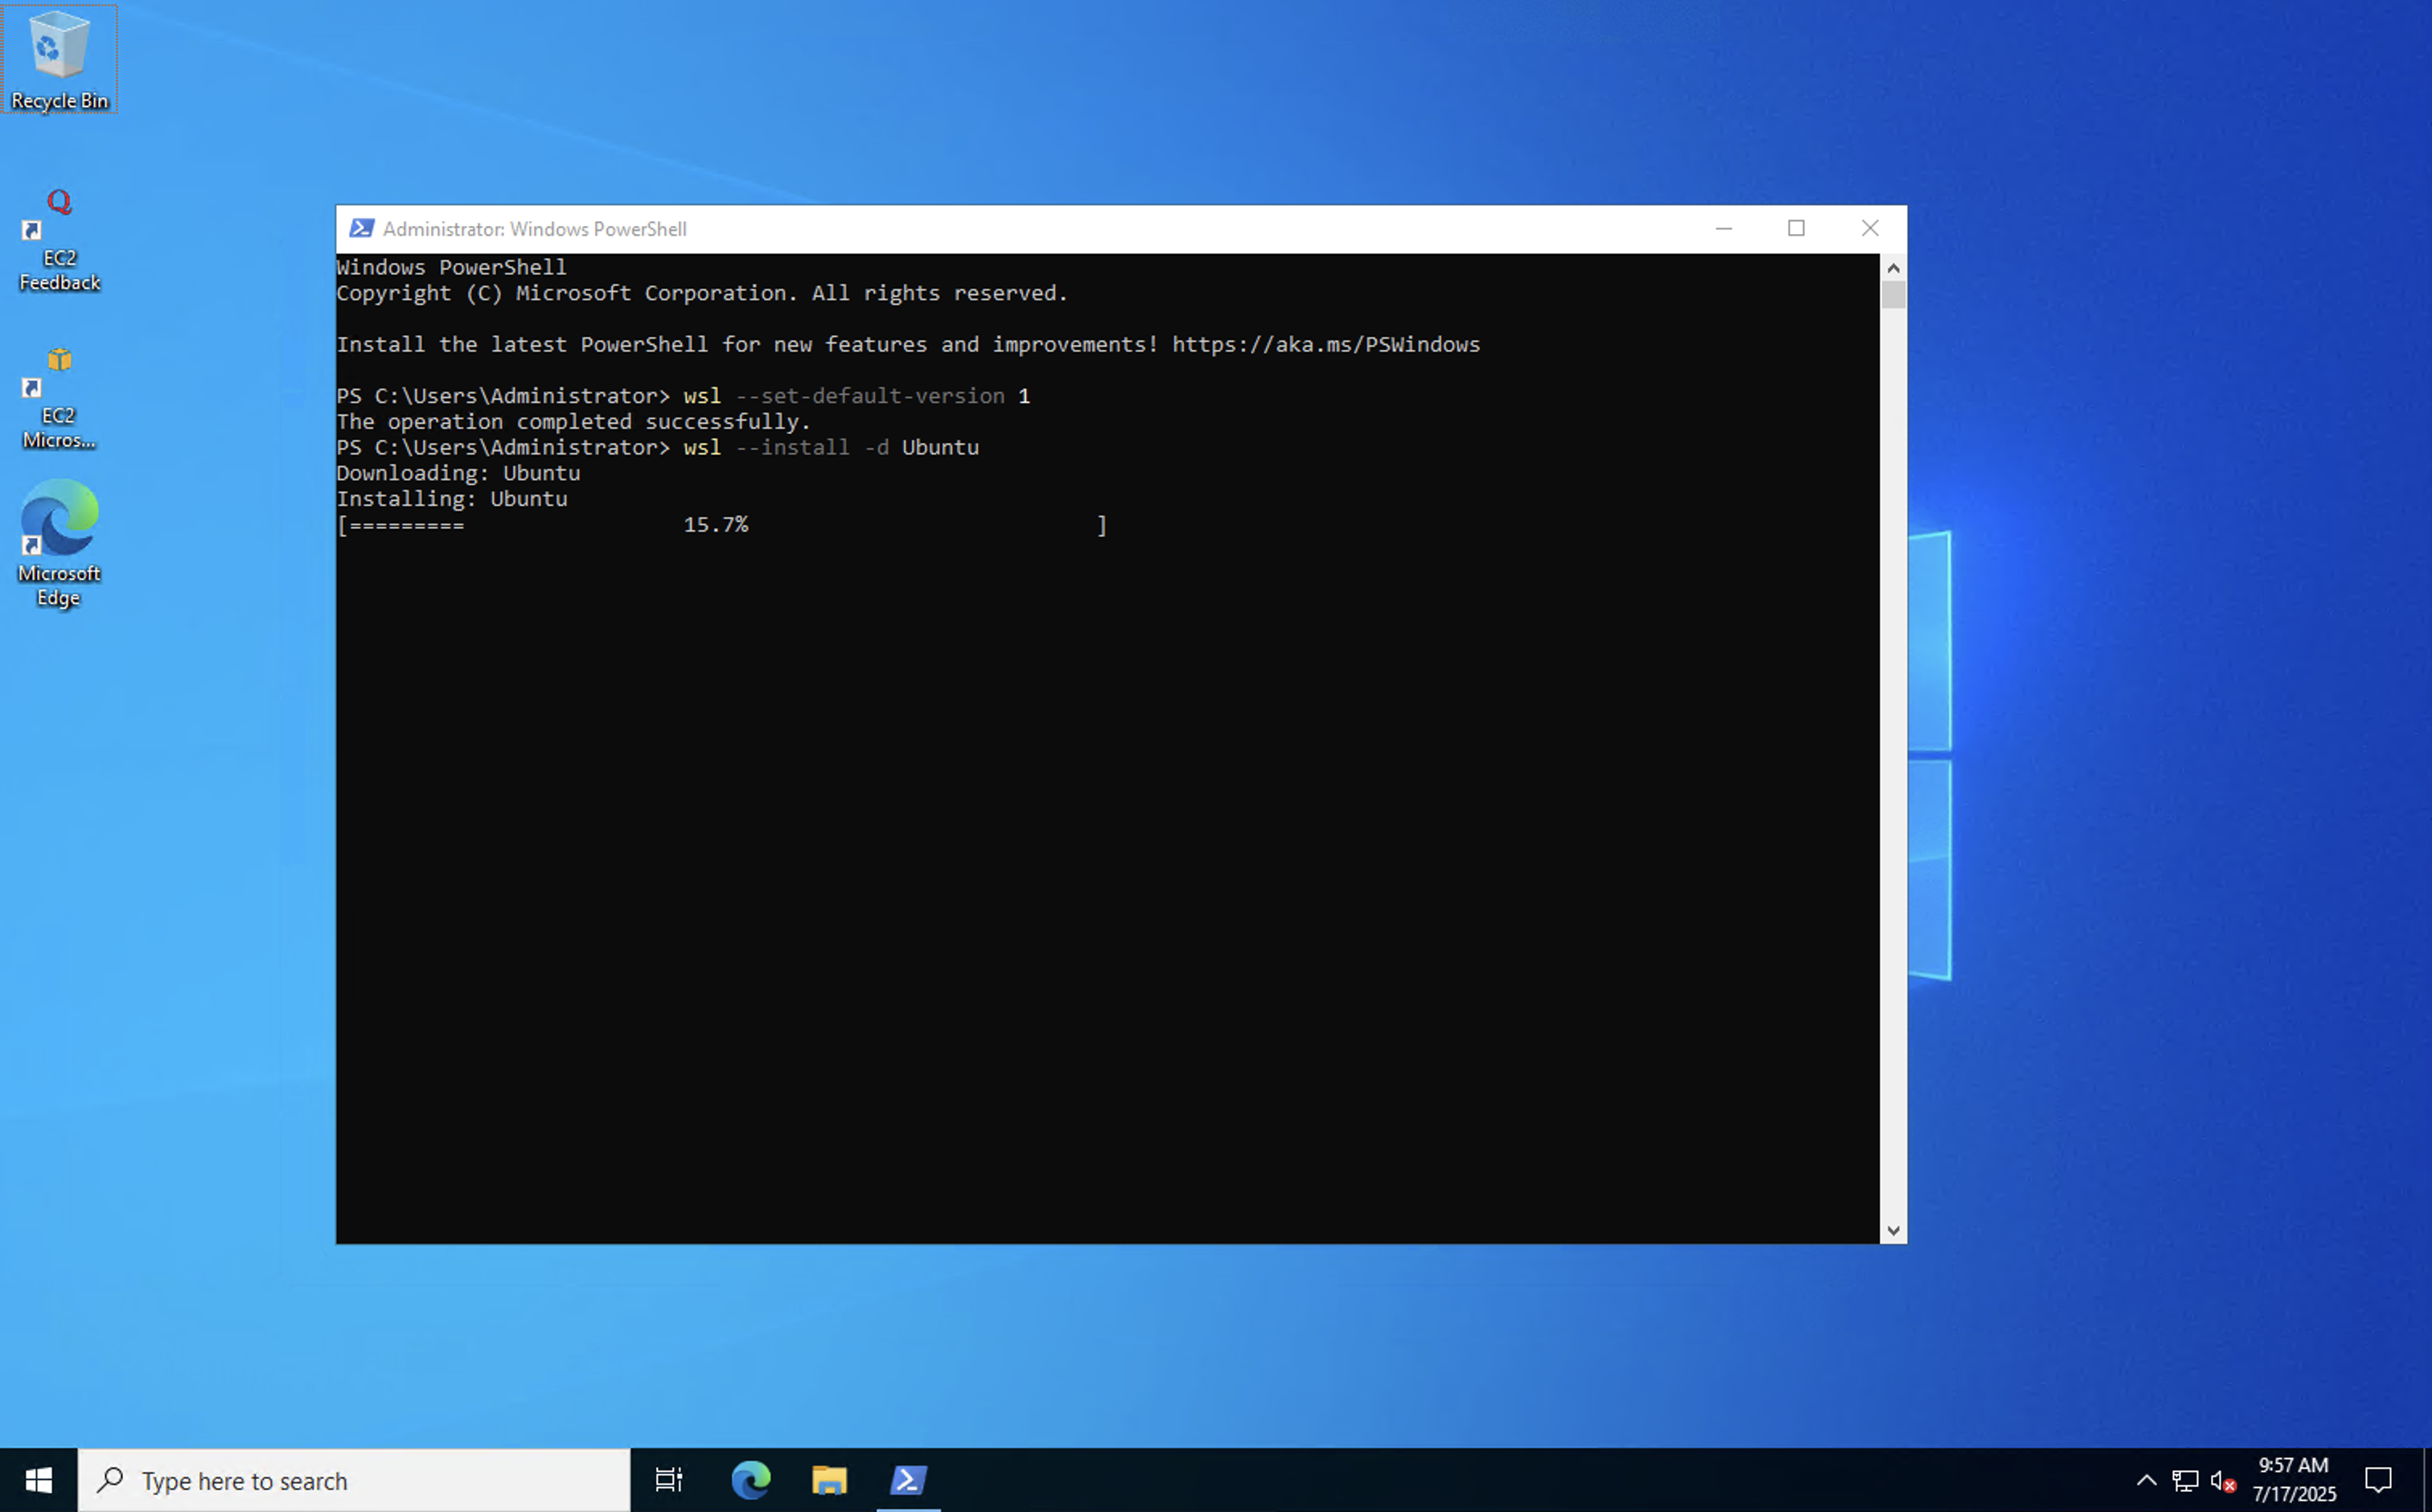 Recycle Bin
EC2
Feedback
EC2
Micros...
Microsoft
Edge
Administrator: Windows PowerShell
Windows PowerShell
Copyright (C) Microsoft Corporation. All rights reserved.
Install the latest PowerShell for new features and improvements! https://aka.ms/PSWindows
PS C:\Users\Administrator> wsl --set-default-version 1
The operation completed successfully.
PS C:\Users\Administrator> wsl --install -d Ubuntu
Downloading: Ubuntu
Installing: Ubuntu
[=========                 15.7%                           ]
Type here to search
9:57 AM
7/17/2025